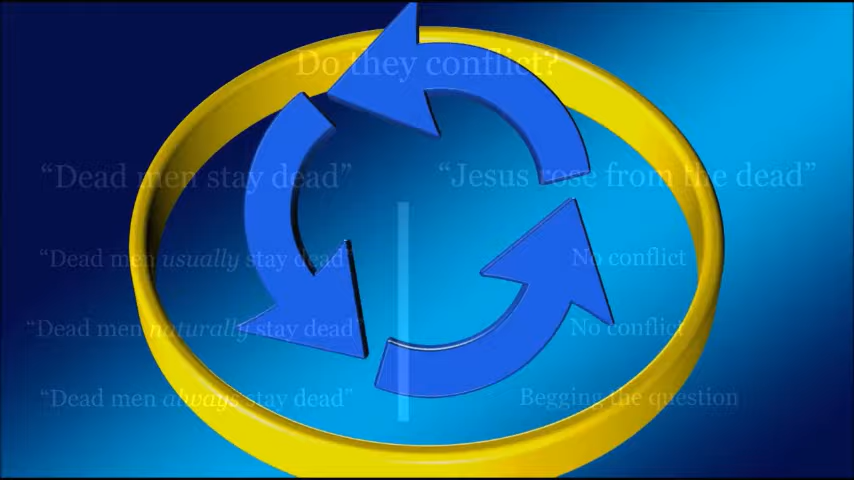 Do they conflict?
“Dead men stay dead” “Jesus rose from the dead”
“Dead men usually stay dead” No conflict
“Dead men naturally stay dead” No conflict
“Dead men always stay dead” Begging the question